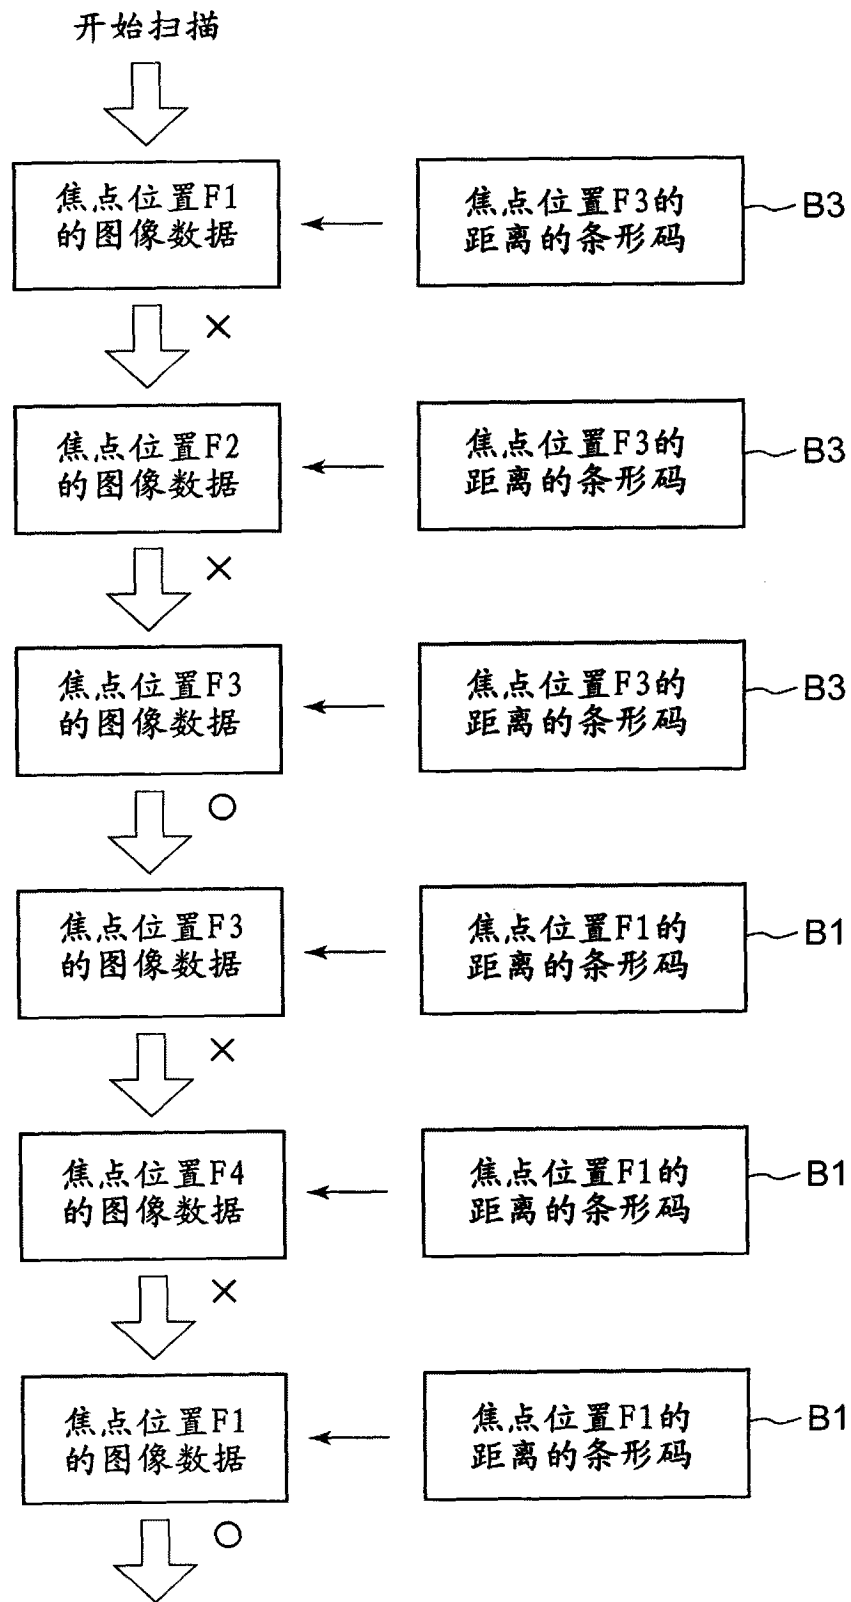 开始扫描
焦点位置F1
的图像数据
焦点位置F3的
距离的条形码
B3
×
焦点位置F2
的图像数据
焦点位置F3的
距离的条形码
B3
×
焦点位置F3
的图像数据
焦点位置F3的
距离的条形码
B3
○
焦点位置F3
的图像数据
焦点位置F1的
距离的条形码
B1
×
焦点位置F4
的图像数据
焦点位置F1的
距离的条形码
B1
×
焦点位置F1
的图像数据
焦点位置F1的
距离的条形码
B1
○